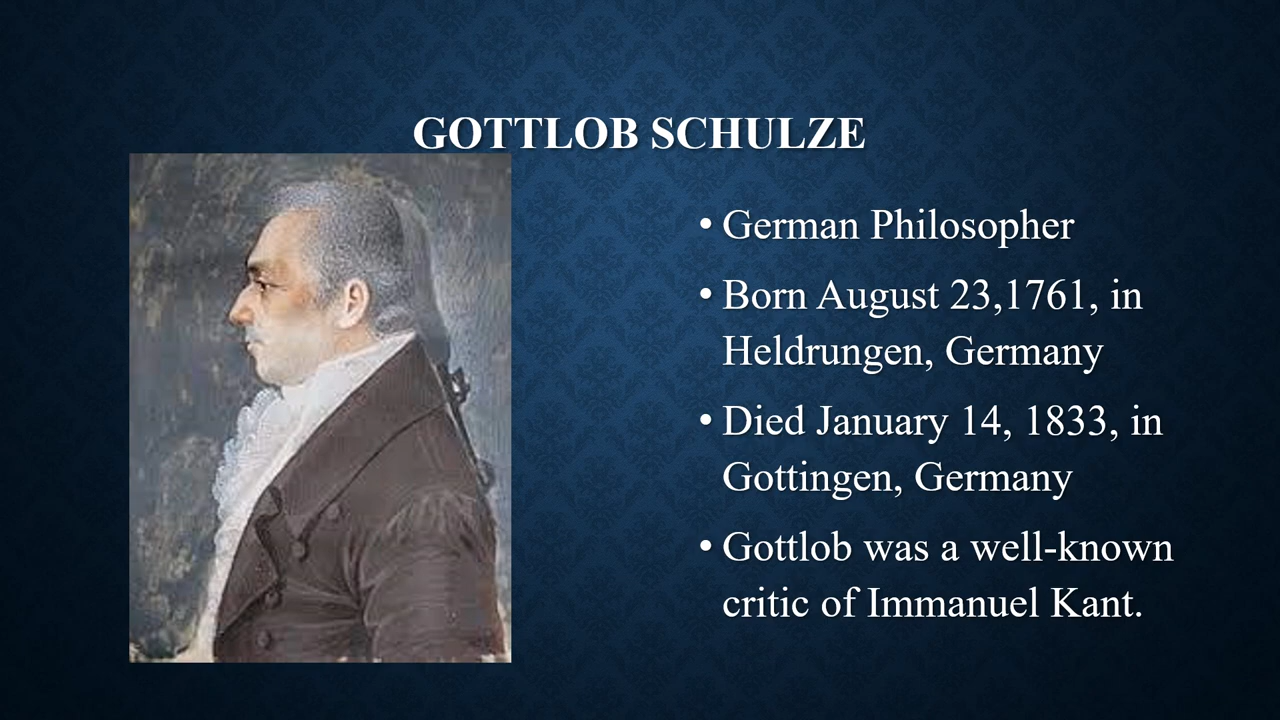 GOTTLOB SCHULZE
• German Philosopher
• Born August 23,1761, in
Heldrungen, Germany
• Died January 14, 1833, in
Gottingen, Germany
• Gottlob was a well-known
critic of Immanuel Kant.